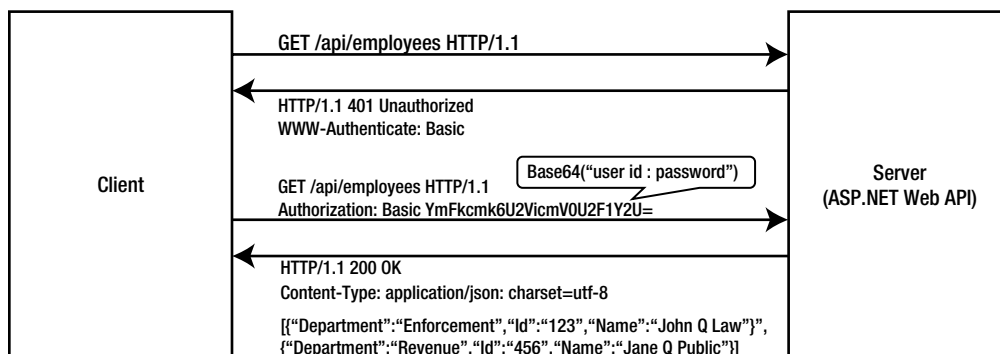 GET /api/employees HTTP/1.1
HTTP/1.1 401 Unauthorized
WWW-Authenticate: Basic
Client
Base64(“user id : password”)
GET /api/employees HTTP/1.1
Authorization: Basic YmFkcmk6U2VicmV0U2F1Y2U=
Server
(ASP.NET Web API)
HTTP/1.1 200 OK
Content-Type: application/json: charset=utf-8
[{“Department”:“Enforcement”,“Id”:“123”,“Name”:“John Q Law”}”,
{“Department”:“Revenue”,“Id”:“456”,“Name”:“Jane Q Public”}]